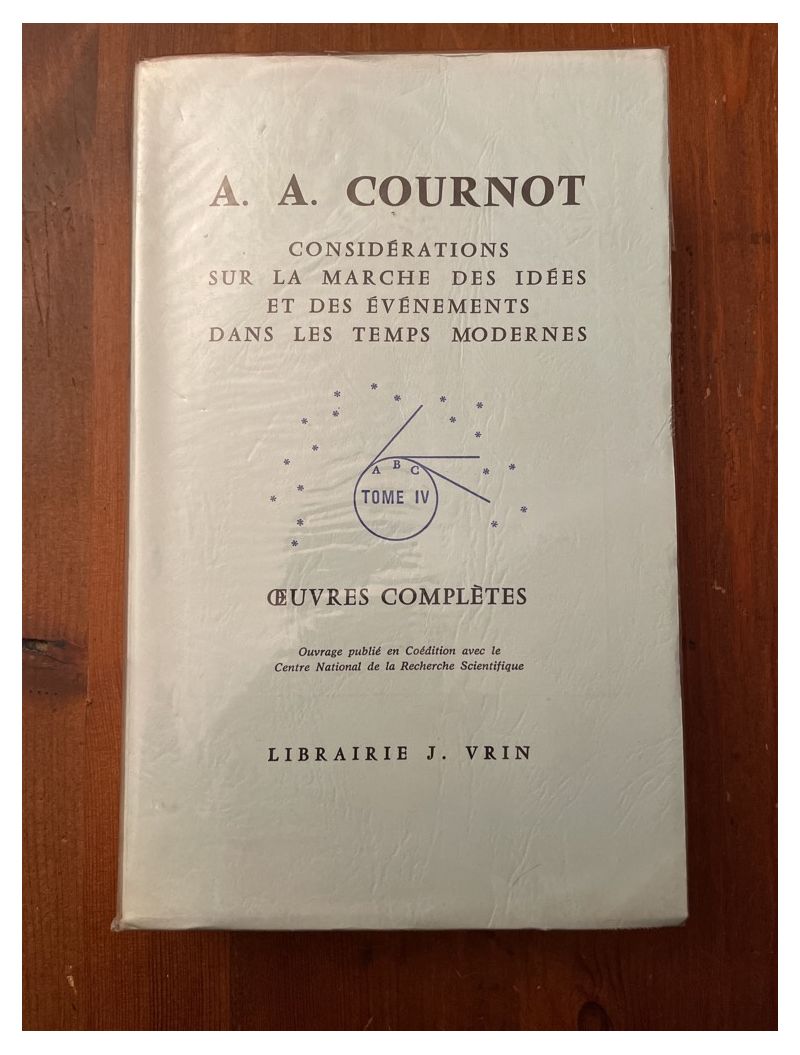 A. A. COURNOT
CONSIDÉRATIONS
SUR LA MARCHE DES IDÉES
ET DES ÉVÉNEMENTS
DANS LES TEMPS MODERNES
A B C
TOME IV
ŒUVRES COMPLÈTES
Ouvrage publié en Coédition avec le
Centre National de la Recherche Scientifique
LIBRAIRIE J. VRIN